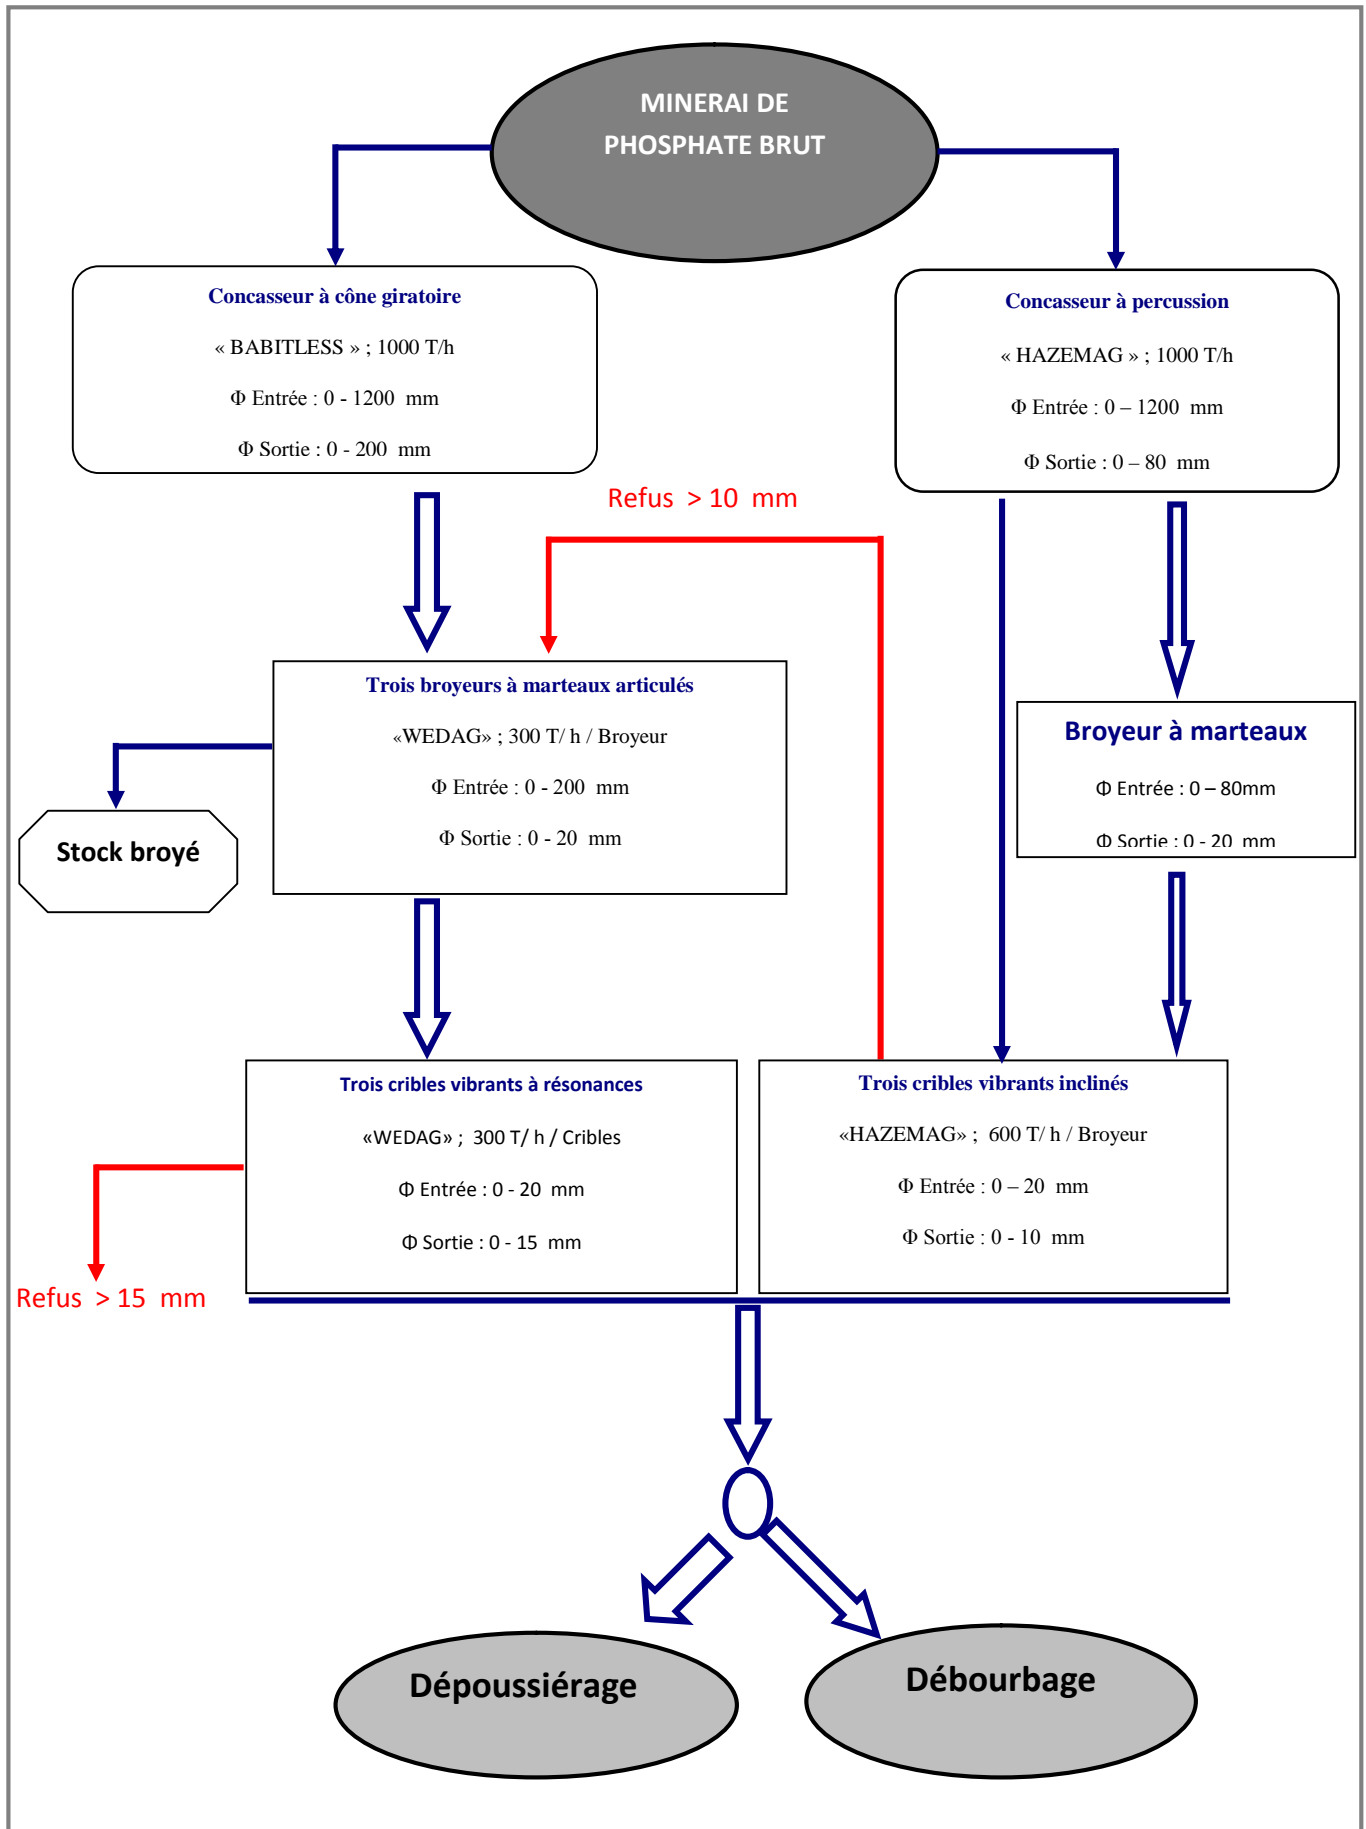 MINERAI DE
PHOSPHATE BRUT
Concasseur à cône giratoire
« BABITLESS » ; 1000 T/h
Φ Entrée : 0 - 1200 mm
Φ Sortie : 0 - 200 mm
Concasseur à percussion
« HAZEMAG » ; 1000 T/h
Φ Entrée : 0 – 1200 mm
Φ Sortie : 0 – 80 mm
Refus > 10 mm
Trois broyeurs à marteaux articulés
«WEDAG» ; 300 T/ h / Broyeur
Φ Entrée : 0 - 200 mm
Φ Sortie : 0 - 20 mm
Broyeur à marteaux
Φ Entrée : 0 – 80mm
Φ Sortie : 0 - 20 mm
Stock broyé
Trois cribles vibrants à résonances
«WEDAG» ; 300 T/ h / Cribles
Φ Entrée : 0 - 20 mm
Φ Sortie : 0 - 15 mm
Trois cribles vibrants inclinés
«HAZEMAG» ; 600 T/ h / Broyeur
Φ Entrée : 0 – 20 mm
Φ Sortie : 0 - 10 mm
Refus > 15 mm
Dépoussiérage
Débourbage